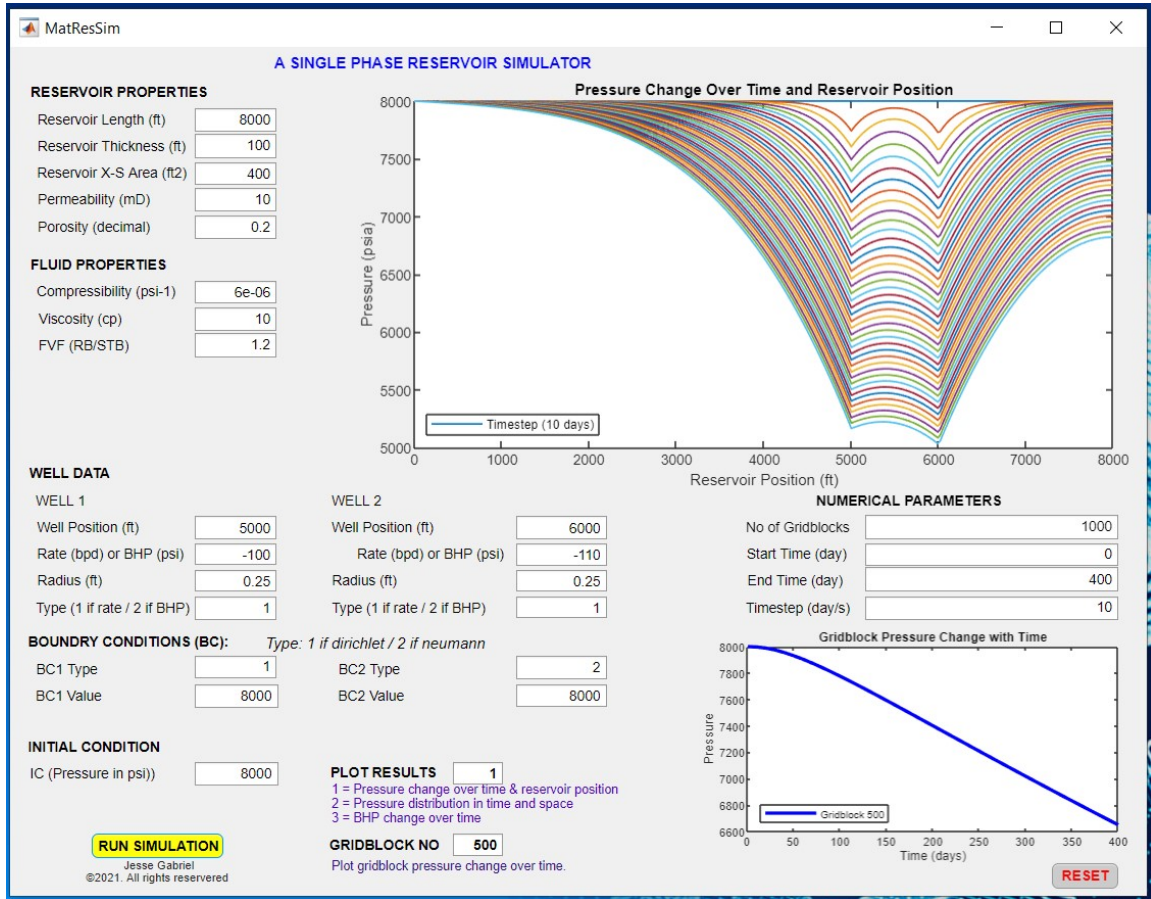 MatResSim
A SINGLE PHASE RESERVOIR SIMULATOR
RESERVOIR PROPERTIES
Reservoir Length (ft) 8000
Reservoir Thickness (ft) 100
Reservoir X-S Area (ft2) 400
Permeability (mD) 10
Porosity (decimal) 0.2
FLUID PROPERTIES
Compressibility (psi-1) 6e-06
Viscosity (cp) 10
FVF (RB/STB) 1.2
Pressure Change Over Time and Reservoir Position
8000
7500
7000
6500
6000
5500
5000
Pressure (psia)
Timestep (10 days)
0 1000 2000 3000 4000 5000 6000 7000 8000
Reservoir Position (ft)
WELL DATA
WELL 1
Well Position (ft) 5000
Rate (bpd) or BHP (psi) -100
Radius (ft) 0.25
Type (1 if rate / 2 if BHP) 1
WELL 2
Well Position (ft) 6000
Rate (bpd) or BHP (psi) -110
Radius (ft) 0.25
Type (1 if rate / 2 if BHP) 1
NUMERICAL PARAMETERS
No of Gridblocks 1000
Start Time (day) 0
End Time (day) 400
Timestep (day/s) 10
BOUNDRY CONDITIONS (BC): Type: 1 if dirichlet / 2 if neumann
BC1 Type 1
BC1 Value 8000
BC2 Type 2
BC2 Value 8000
INITIAL CONDITION
IC (Pressure in psi)) 8000
PLOT RESULTS 1
1 = Pressure change over time & reservoir position
2 = Pressure distribution in time and space
3 = BHP change over time
GRIDBLOCK NO 500
Plot gridblock pressure change over time.
Gridblock Pressure Change with Time
8000
7800
7600
7400
7200
7000
6800
6600
Pressure
Gridblock 500
0 50 100 150 200 250 300 350 400
Time (days)
RUN SIMULATION
Jesse Gabriel
©2021. All rights reservered
RESET